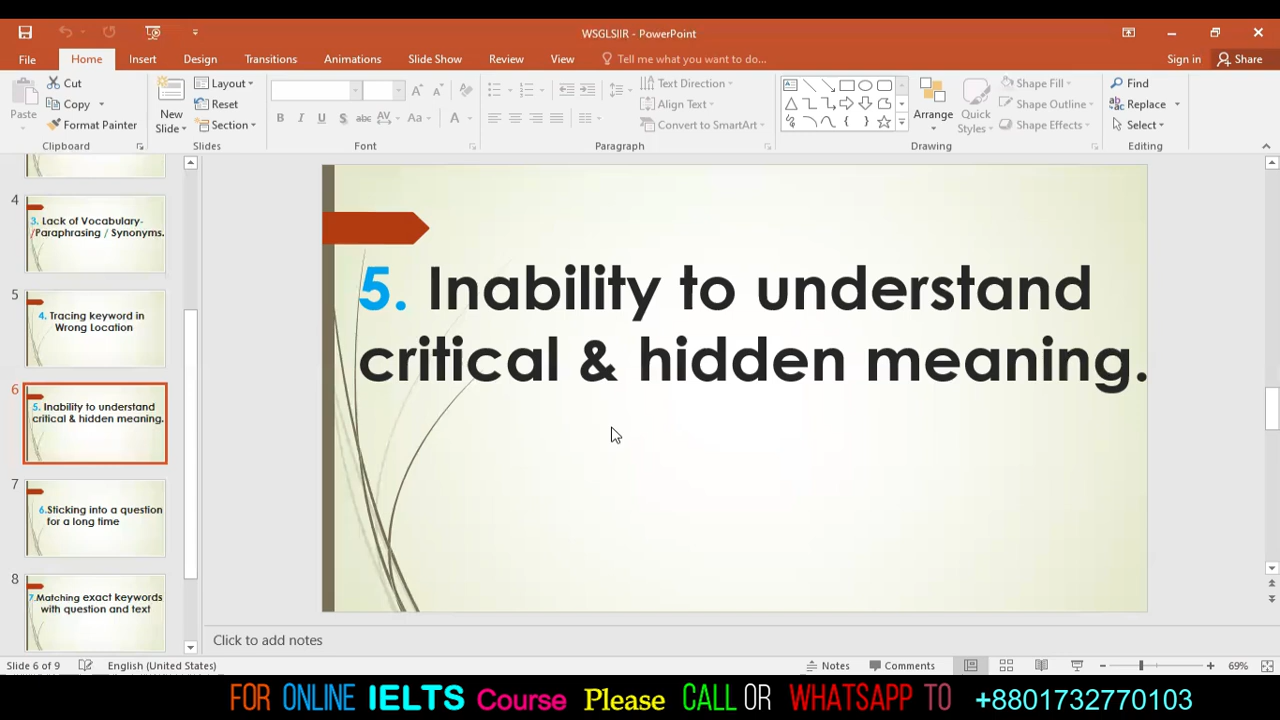 WSGLSIIR - PowerPoint
File Home Insert Design Transitions Animations Slide Show Review View Tell me what you want to do... Sign in Share
Paste
Cut
Copy
Format Painter
Clipboard
New
Slide
Layout
Reset
Section
Slides
B I U S abc AV Aa A
Font
Text Direction
Align Text
Convert to SmartArt
Paragraph
Arrange
Quick
Styles
Shape Fill
Shape Outline
Shape Effects
Drawing
Find
Replace
Select
Editing
4
3. Lack of Vocabulary-
/Paraphrasing / Synonyms.
5
4. Tracing keyword in
Wrong Location
6
5. Inability to understand
critical & hidden meaning.
7
6.Sticking into a question
for a long time
8
7.Matching exact keywords
with question and text
5. Inability to understand
critical & hidden meaning.
Click to add notes
Slide 6 of 9 English (United States) Notes Comments 69%
FOR ONLINE IELTS Course Please CALL OR WHATSAPP TO +8801732770103